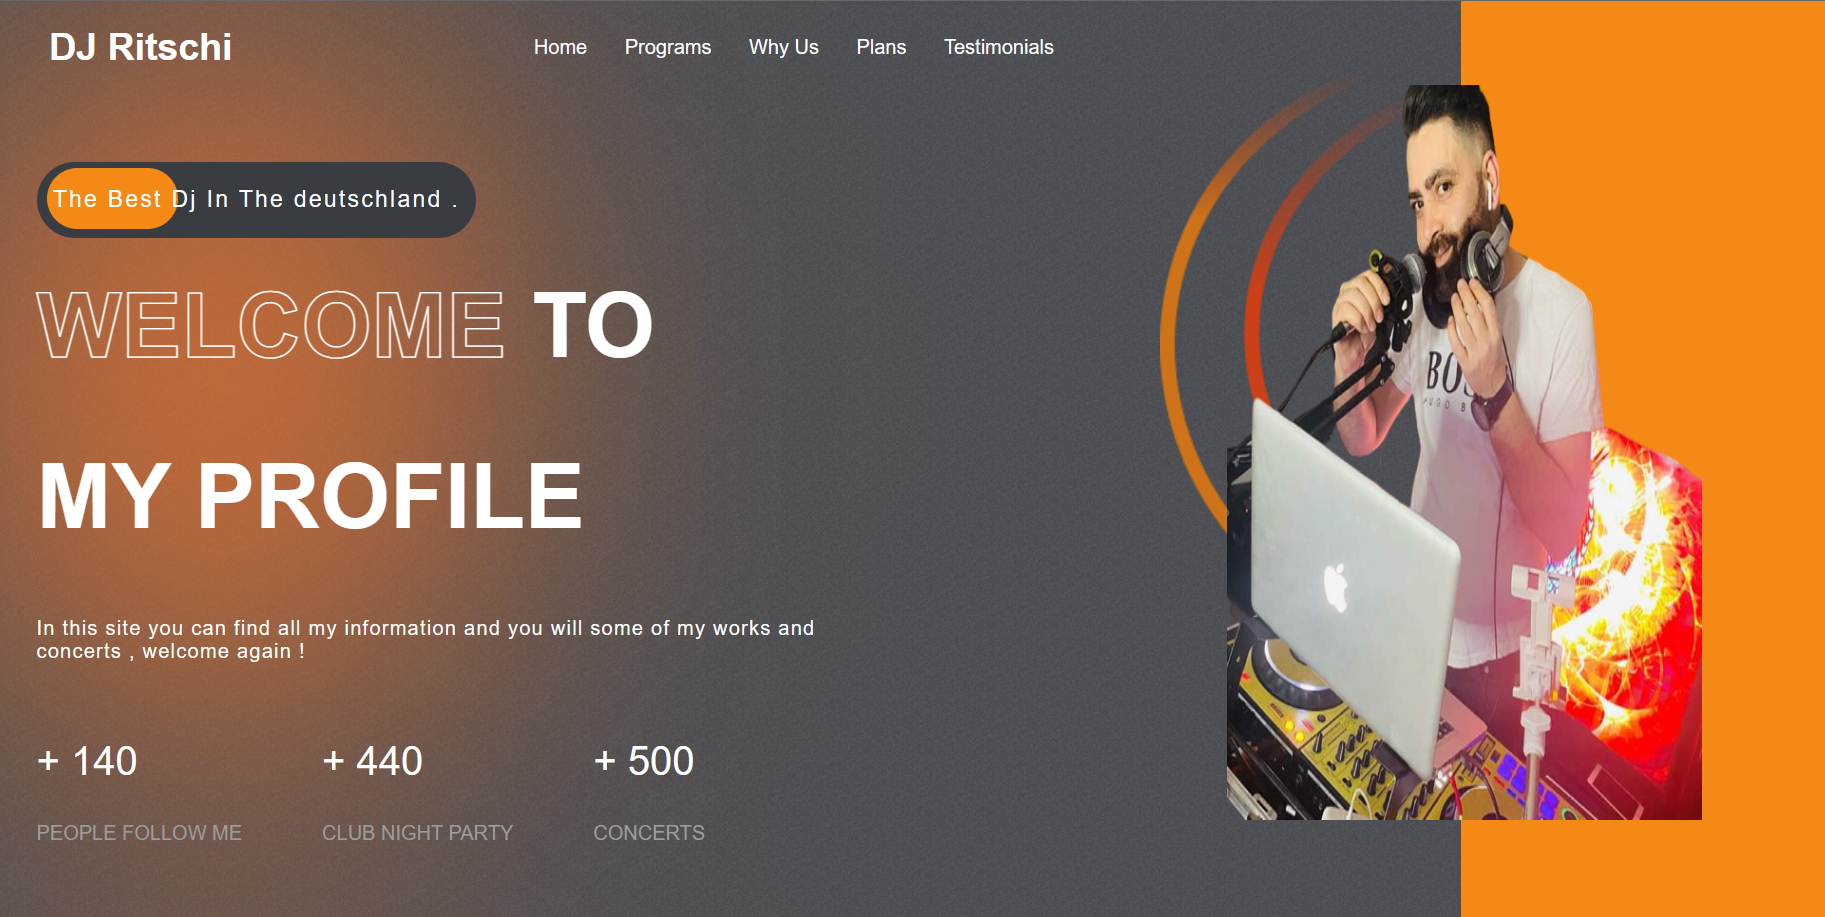 DJ Ritschi
Home Programs Why Us Plans Testimonials
The Best Dj In The deutschland .
WELCOME TO
MY PROFILE
In this site you can find all my information and you will some of my works and
concerts , welcome again !
+ 140 + 440 + 500
PEOPLE FOLLOW ME CLUB NIGHT PARTY CONCERTS